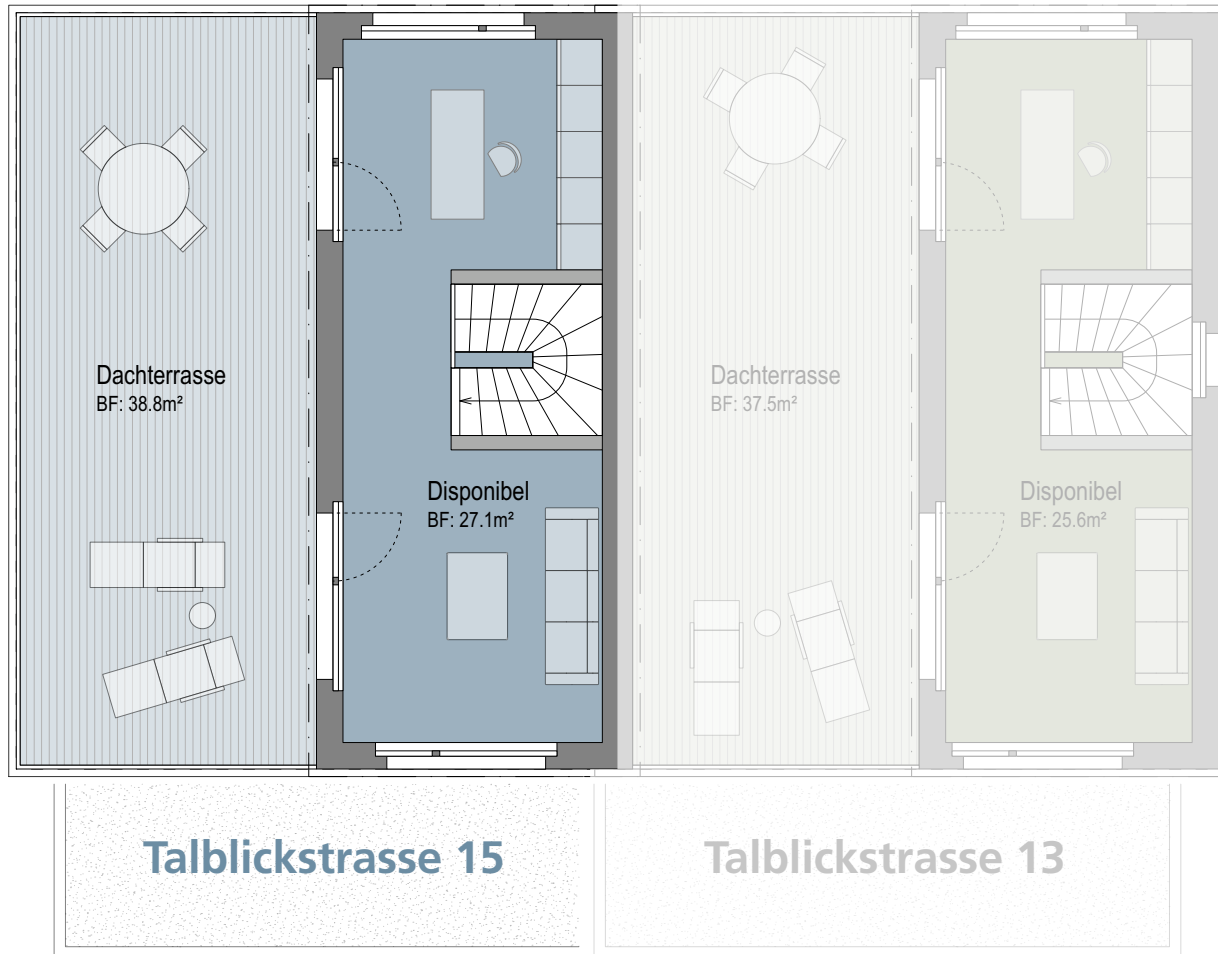 Dachterrasse
BF: 38.8m²
Disponibel
BF: 27.1m²
Dachterrasse
BF: 37.5m²
Disponibel
BF: 25.6m²
Talblickstrasse 15
Talblickstrasse 13